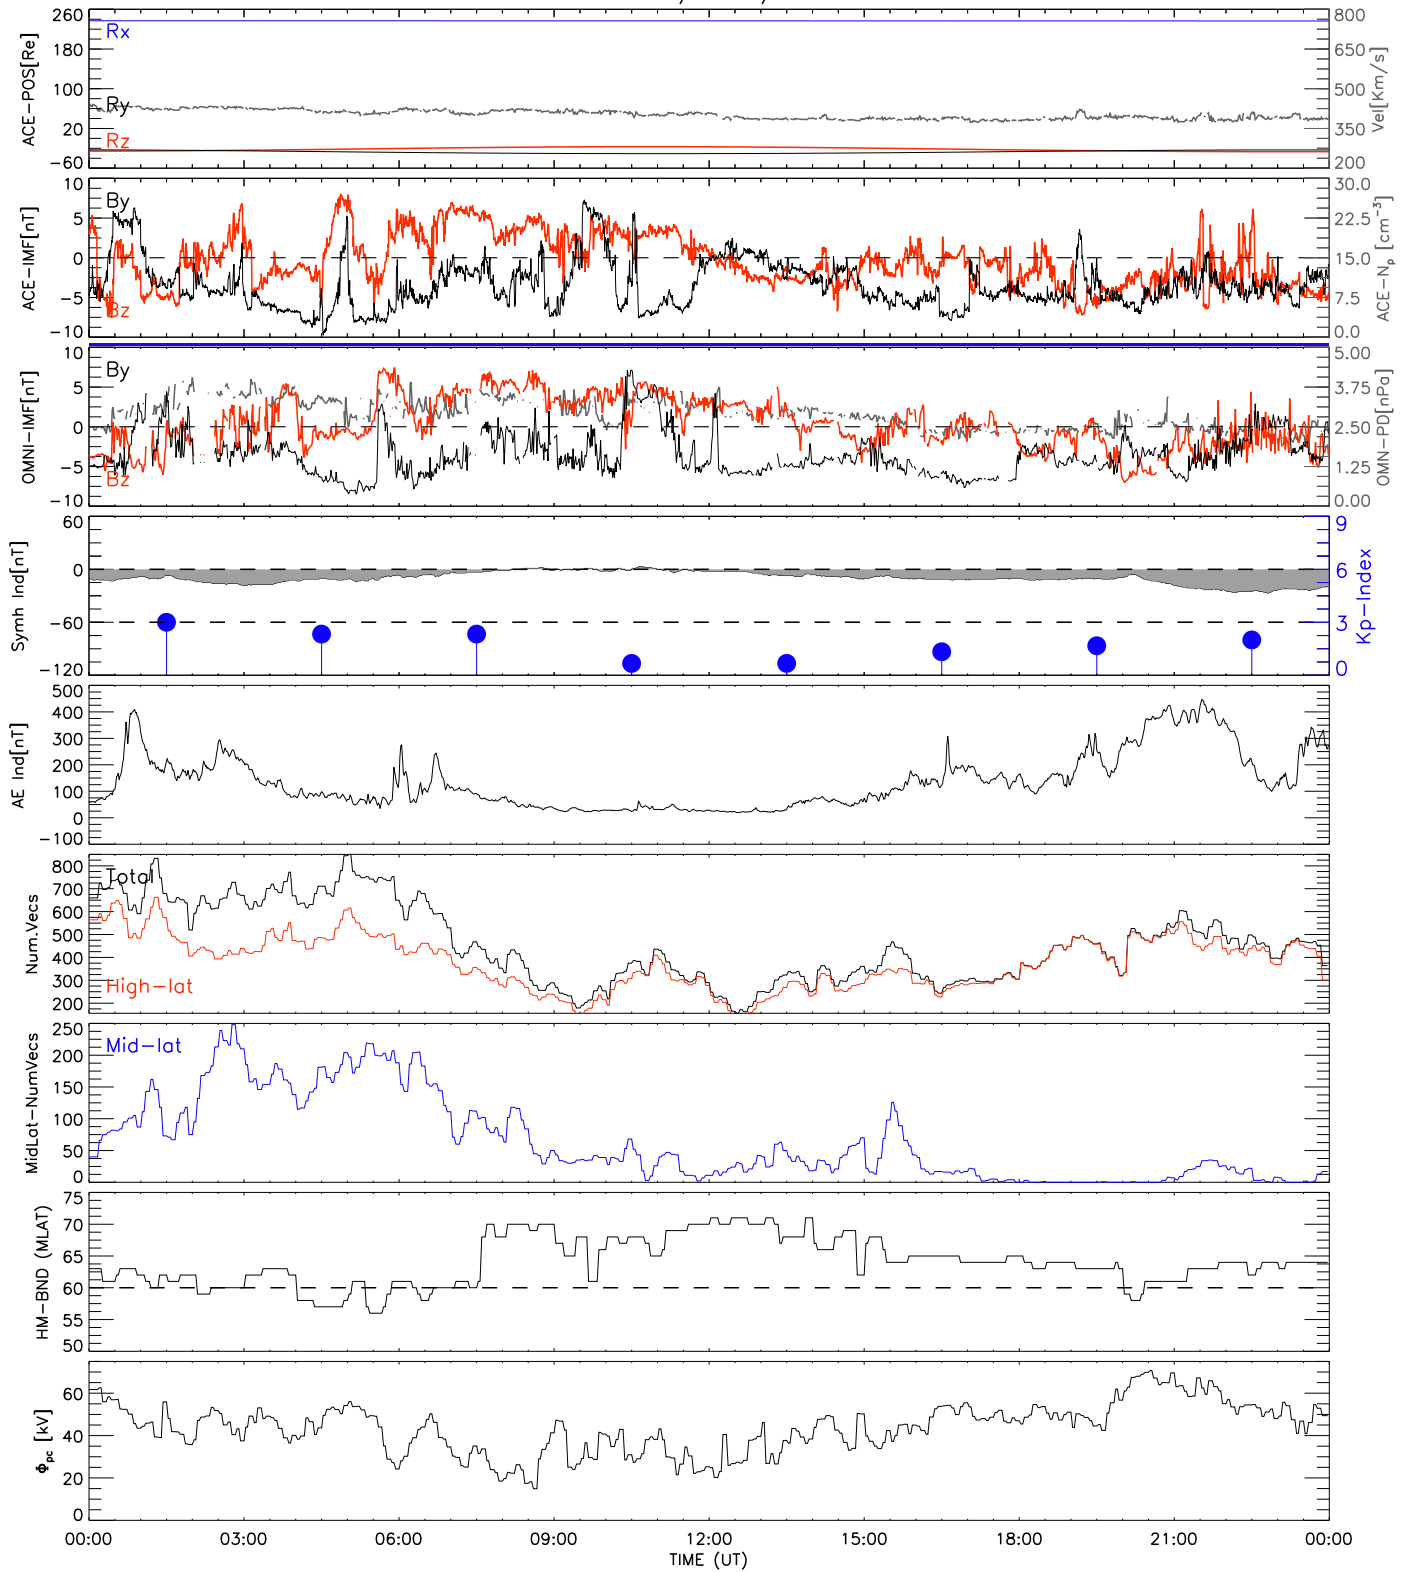 260
180
100
20
−60
ACE−POS[Re]
Rx
Ry
Rz
800
650
500
350
200
Vel[Km/s]
10
5
0
−5
−10
ACE−IMF[nT]
By
Bz
30.0
22.5
15.0
7.5
0.0
ACE−Np [cm−3]
10
5
0
−5
−10
OMNI−IMF[nT]
By
Bz
5.00
3.75
2.50
1.25
0.00
OMN−PD[nPa]
60
0
−60
−120
Symh Ind[nT]
9
6
3
0
Kp−Index
500
400
300
200
100
0
−100
AE Ind[nT]
800
700
600
500
400
300
200
Num.Vecs
Total
High−lat
250
200
150
100
50
0
MidLat−NumVecs
Mid−lat
75
70
65
60
55
50
HM−BND (MLAT)
60
40
20
0
Φpc [kV]
00:00 03:00 06:00 09:00 12:00 15:00 18:00 21:00 00:00
TIME (UT)